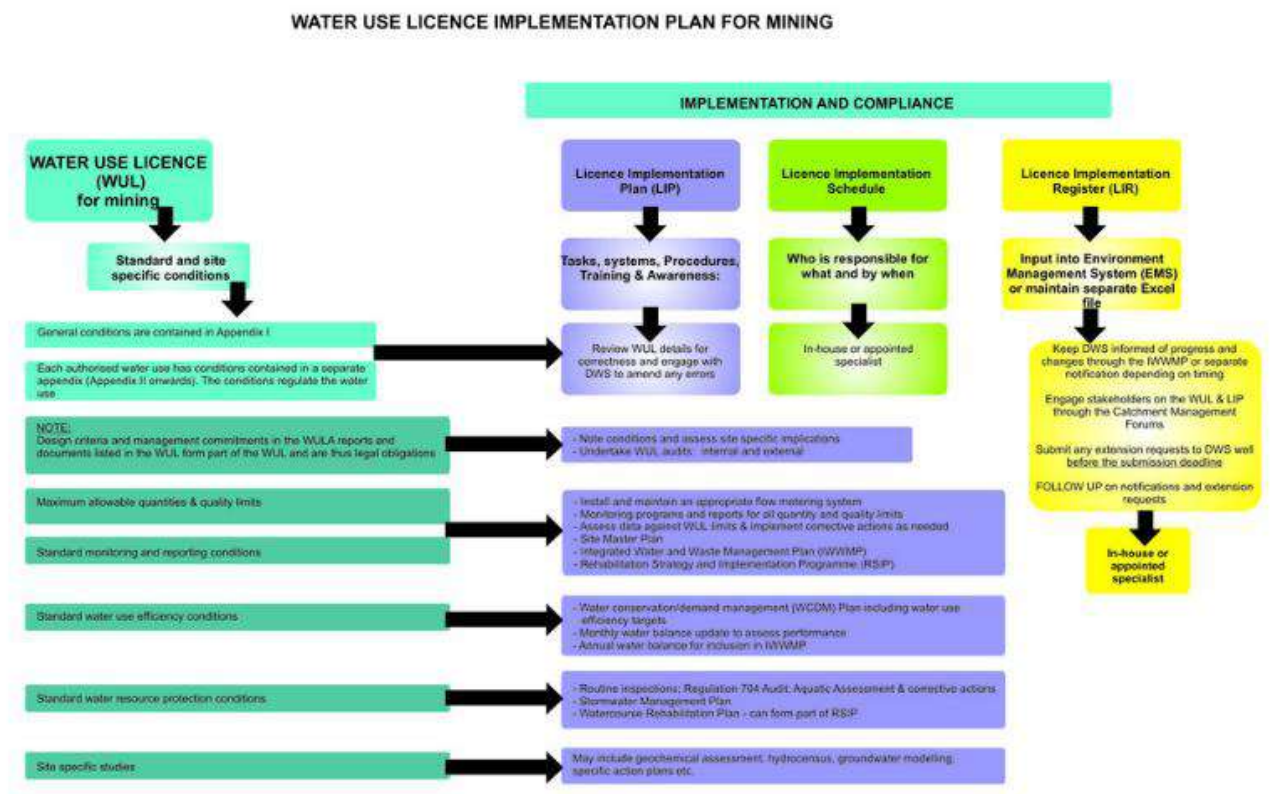 WATER USE LICENCE IMPLEMENTATION PLAN FOR MINING
IMPLEMENTATION AND COMPLIANCE
WATER USE LICENCE
(WUL)
for mining
Standard and site
specific conditions
General conditions are contained in Appendix I
Each authorised water use has conditions contained in a separate
appendix (Appendix II onwards). The conditions regulate the water
use
NOTE:
Design criteria and management commitments in the WULA reports and
documents listed in the WUL form part of the WUL and are thus legal obligations
Maximum allowable quantities & quality limits
Standard monitoring and reporting conditions
Standard water use efficiency conditions
Standard water resource protection conditions
Site specific studies
Licence Implementation
Plan (LIP)
Tasks, systems, Procedures,
Training & Awareness:
Review WUL details for
correctness and engage with
DWS to amend any errors
- Note conditions and assess site specific implications
- Undertake WUL audits internal and external
- Install and maintain an appropriate flow metering system
- Monitoring programs and reports for all quantity and quality limits
- Assess data against WUL limits & implement corrective actions as needed
- Site Master Plan
- Integrated Water and Waste Management Plan (IWWMP)
- Rehabilitation Strategy and Implementation Programme (RSIP)
- Water conservation/demand management (WCDM) Plan including water use
efficiency targets
- Monthly water balance update to assess performance
- Annual water balance for inclusion in IWWMP
- Routine inspections; Regulation 704 Audit; Aquatic Assessment & corrective actions
- Stormwater Management Plan
- Watercourse Rehabilitation Plan - can form part of RSIP
May include geochemical assessment, hydrocensus, groundwater modelling,
specific action plans etc.
Licence Implementation
Schedule
Who is responsible for
what and by when
In-house or appointed
specialist
Licence Implementation
Register (LIR)
Input into Environment
Management System (EMS)
or maintain separate Excel
file
Keep DWS informed of progress and
changes through the IWWMP or separate
notification depending on timing
Engage stakeholders on the WUL & LIP
through the Catchment Management
Forums
Submit any extension requests to DWS well
before the submission deadline
FOLLOW UP on notifications and extension
requests
In-house or
appointed
specialist